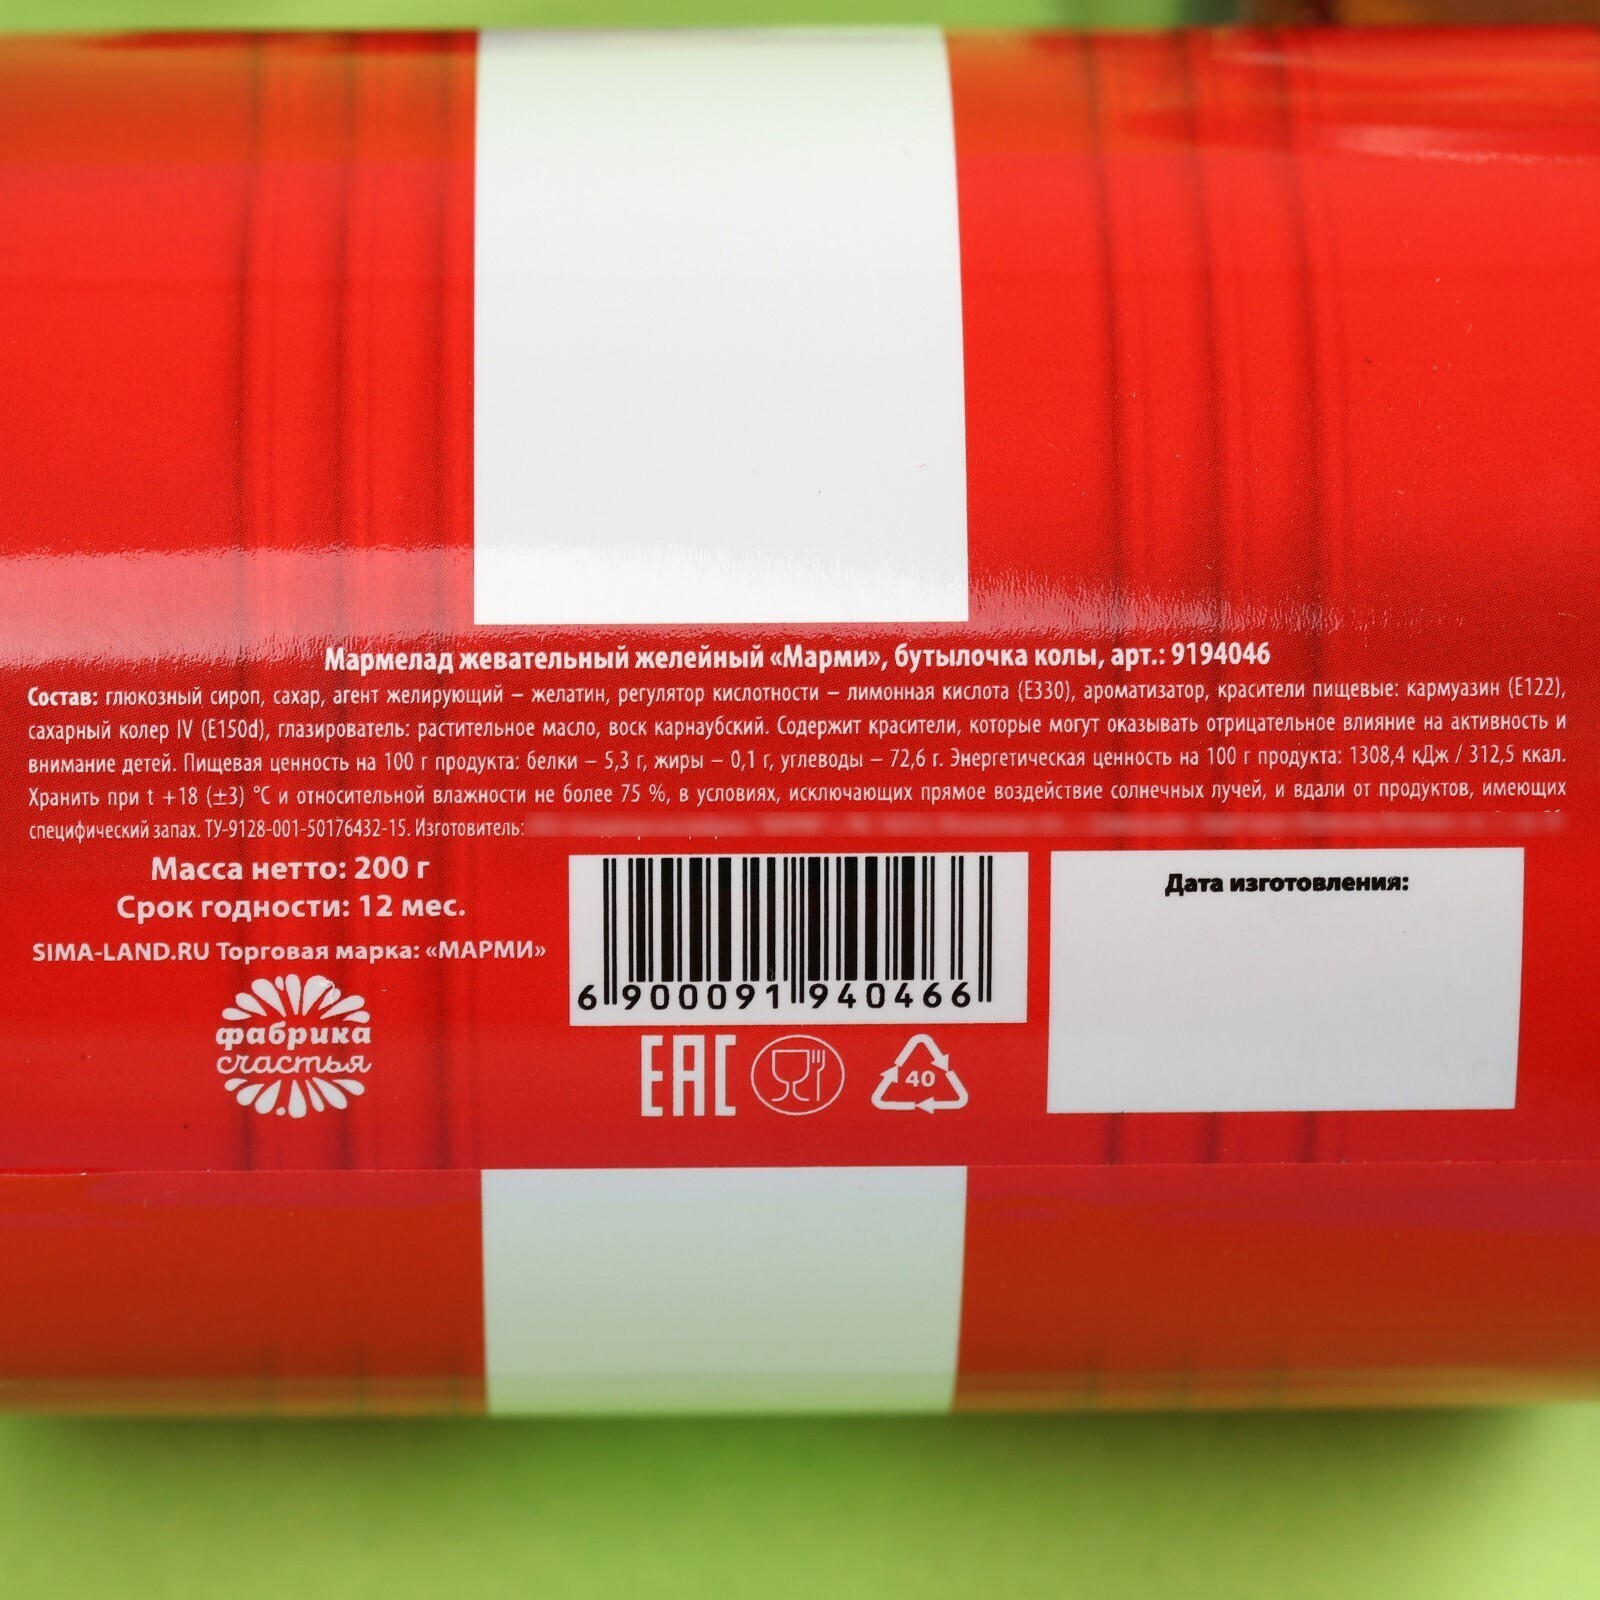 Мармелад жевательный желейный «Марми», бутылочка колы, арт.: 9194046
Состав: глюкозный сироп, сахар, агент желирующий – желатин, регулятор кислотности – лимонная кислота (Е330), ароматизатор, красители пищевые: кармуазин (Е122),
сахарный колер IV (E150d), глазирователь: растительное масло, воск карнаубский. Содержит красители, которые могут оказывать отрицательное влияние на активность и
внимание детей. Пищевая ценность на 100 г продукта: белки – 5,3 г, жиры – 0,1 г, углеводы – 72,6 г. Энергетическая ценность на 100 г продукта: 1308,4 кДж / 312,5 ккал.
Хранить при t +18 (±3) °С и относительной влажности не более 75 %, в условиях, исключающих прямое воздействие солнечных лучей, и вдали от продуктов, имеющих
специфический запах. ТУ-9128-001-50176432-15. Изготовитель:
Масса нетто: 200 г
Срок годности: 12 мес.
SIMA-LAND.RU Торговая марка: «МАРМИ»
фабрика
счастья
6 900091 940466
EAC
40
Дата изготовления: